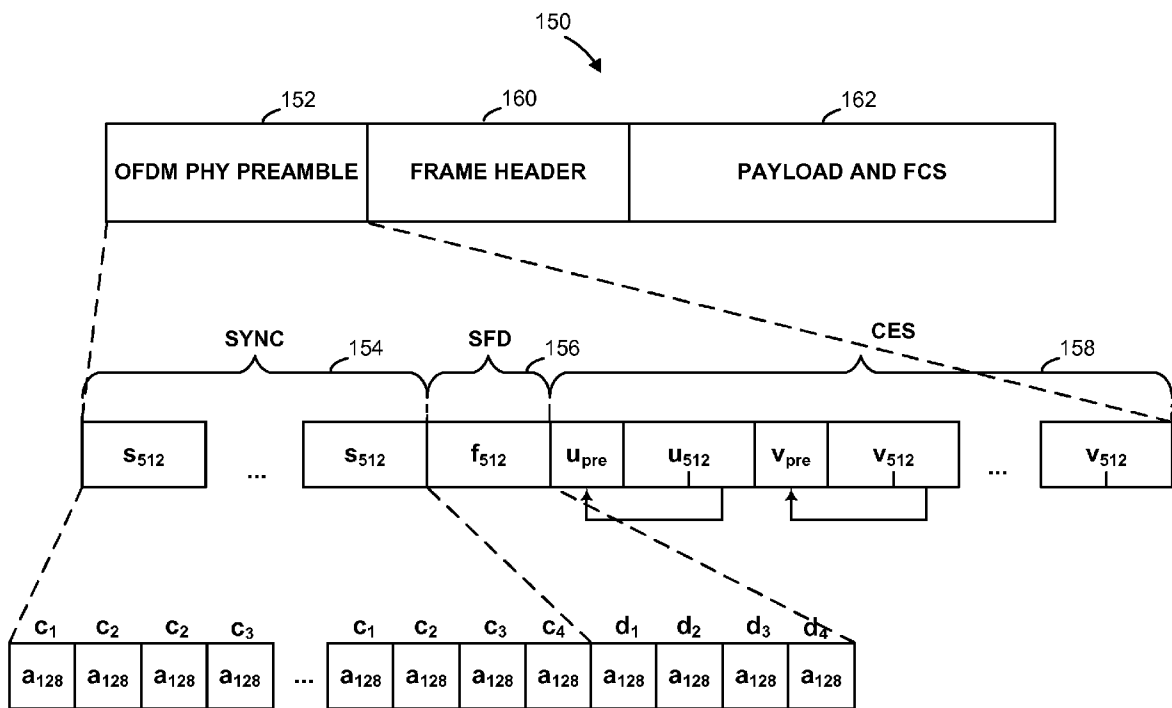 150
152 160 162
OFDM PHY PREAMBLE FRAME HEADER PAYLOAD AND FCS
SYNC SFD CES
154 156 158
s512 ... s512 f512 upre u512 vpre v512 ... v512
c1 c2 c2 c3 c1 c2 c3 c4 d1 d2 d3 d4
a128 a128 a128 a128 ... a128 a128 a128 a128 a128 a128 a128 a128